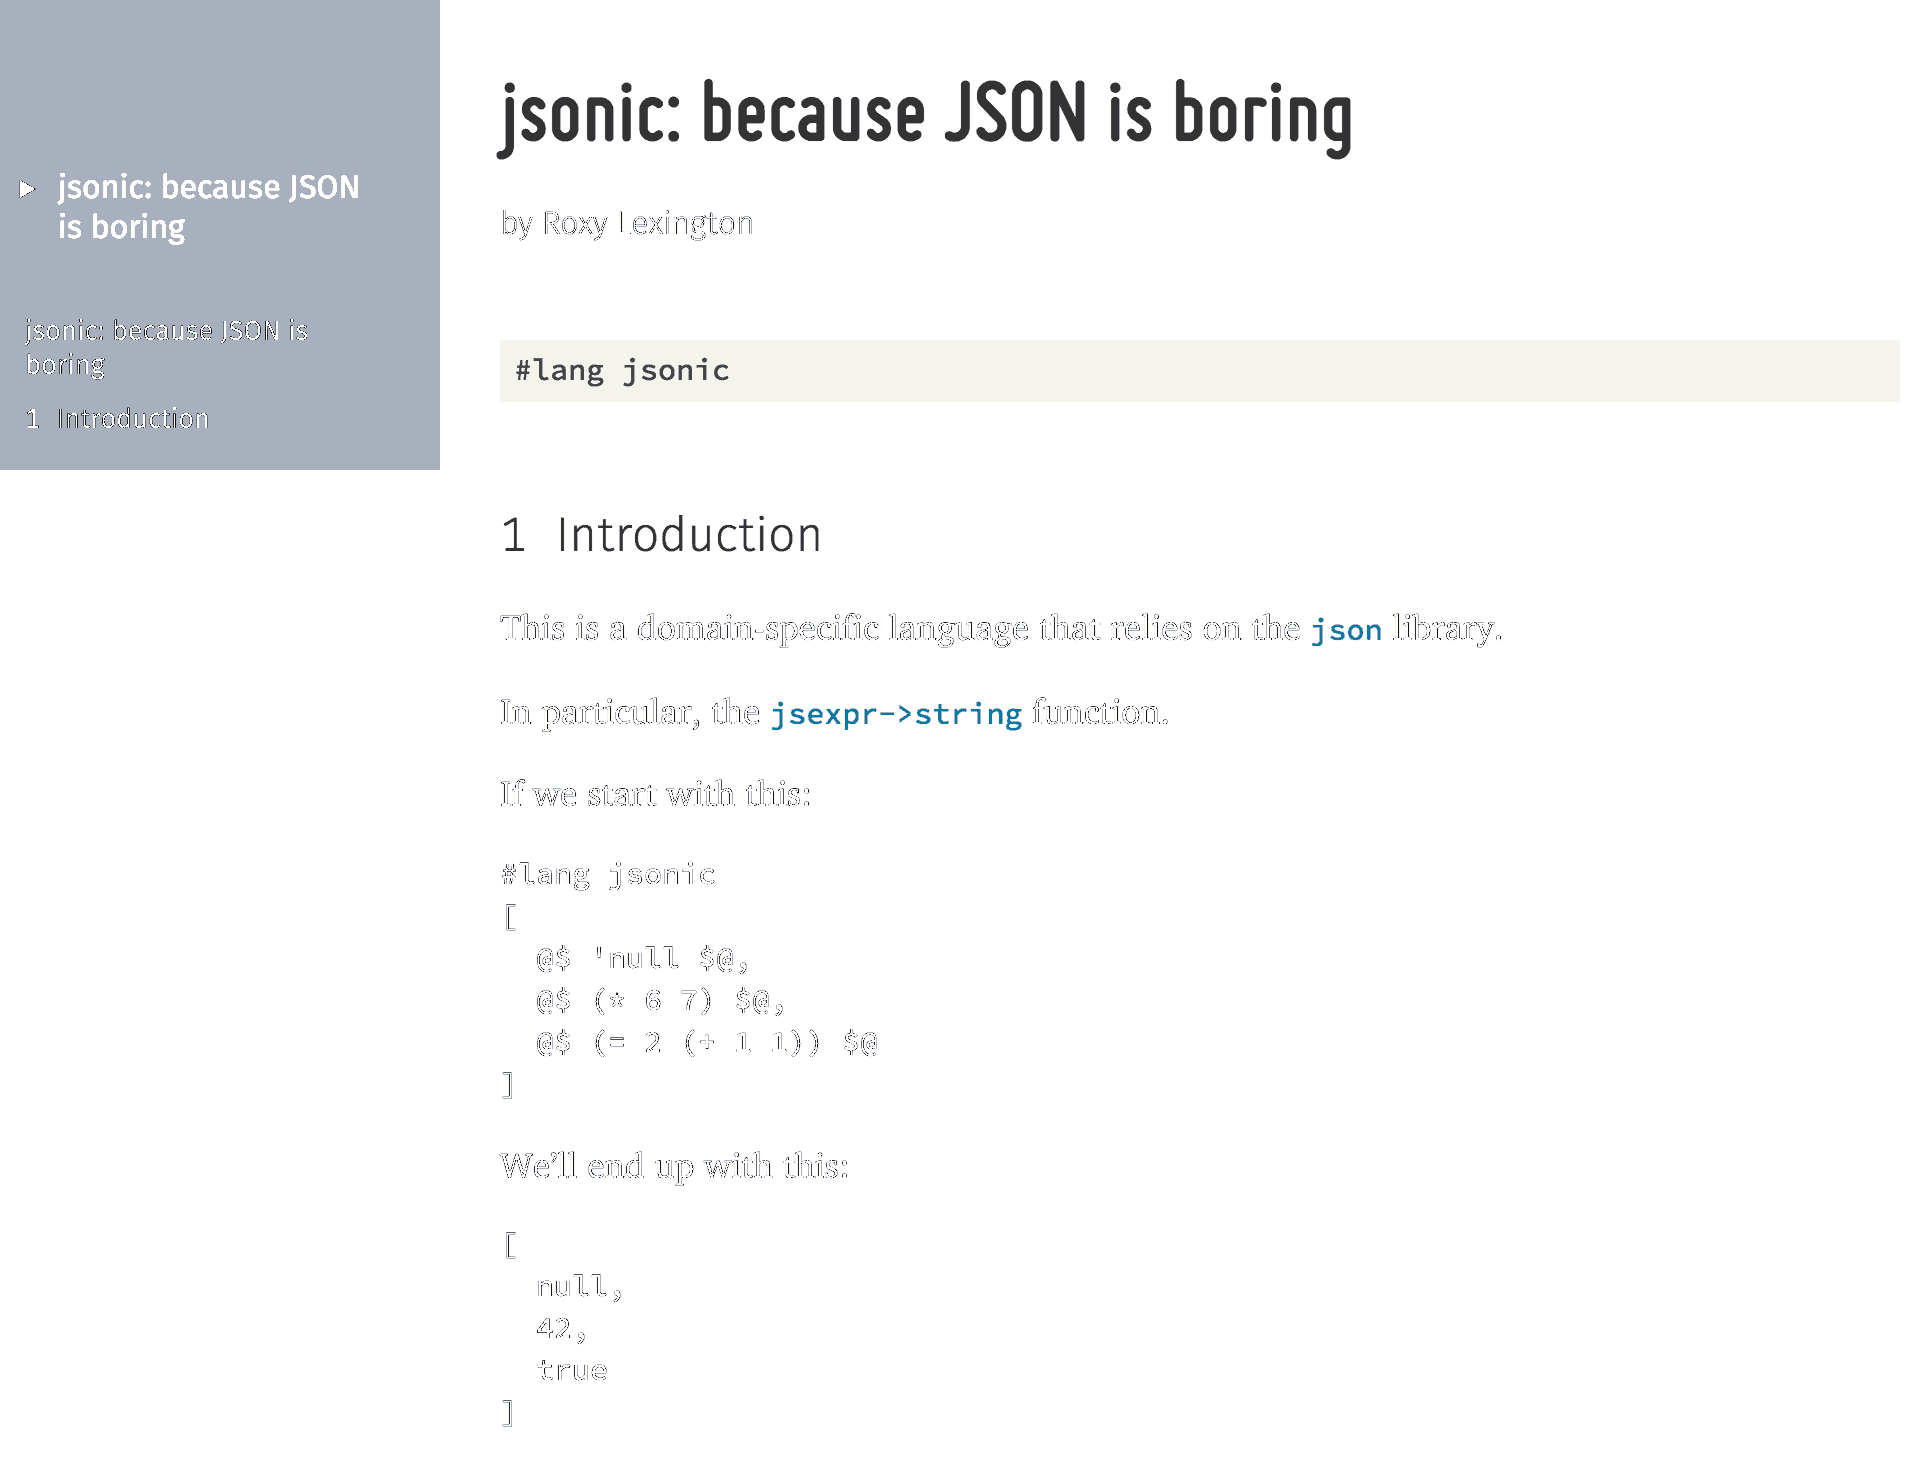 ▶ jsonic: because JSON
is boring
jsonic: because JSON is
boring
1 Introduction
jsonic: because JSON is boring
by Roxy Lexington
#lang jsonic
1 Introduction
This is a domain-specific language that relies on the json library.
In particular, the jsexpr->string function.
If we start with this:
#lang jsonic
[
  @$ 'null $@,
  @$ (* 6 7) $@,
  @$ (= 2 (+ 1 1)) $@
]
We’ll end up with this:
[
  null,
  42,
  true
]